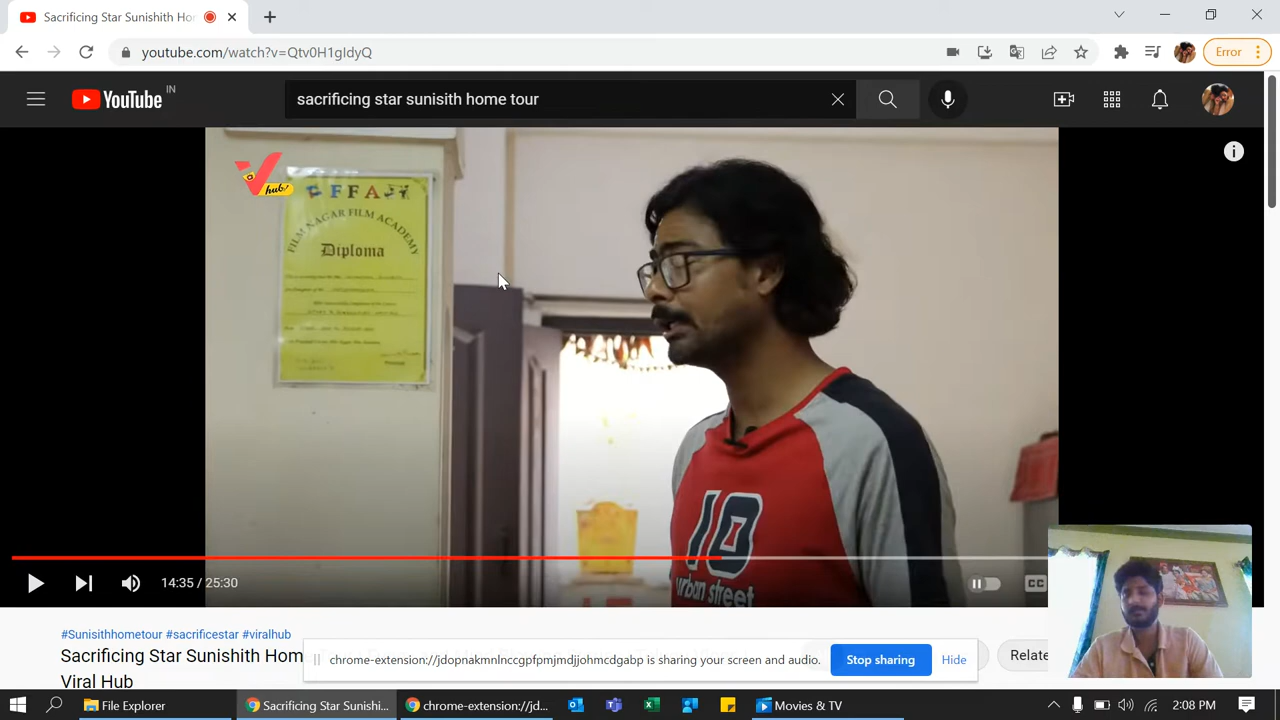 Sacrificing Star Sunishith Ho
youtube.com/watch?v=Qtv0H1gIdyQ
Error
YouTube
IN
sacrificing star sunisith home tour
V
hub!
FFA
FILM NAGAR FILM ACADEMY
Diploma
10
urban street
14:35 / 25:30
CC
#Sunisithhometour #sacrificestar #viralhub
Sacrificing Star Sunishith Hom
Viral Hub
Relate
chrome-extension://jdopnakmnlnccgpfpmjmdjjohmcdgabp is sharing your screen and audio.
Stop sharing
Hide
File Explorer
Sacrificing Star Sunishi...
chrome-extension://jd...
Movies & TV
2:08 PM